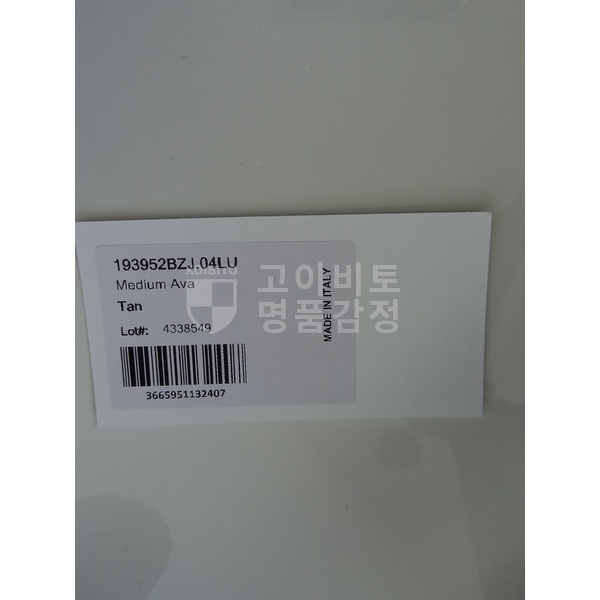 193952BZJ.04LU
Medium Ava
Tan
Lot#: 4338549
3665951132407
MADE IN ITALY
KOIBITO
고이비토
명품감정